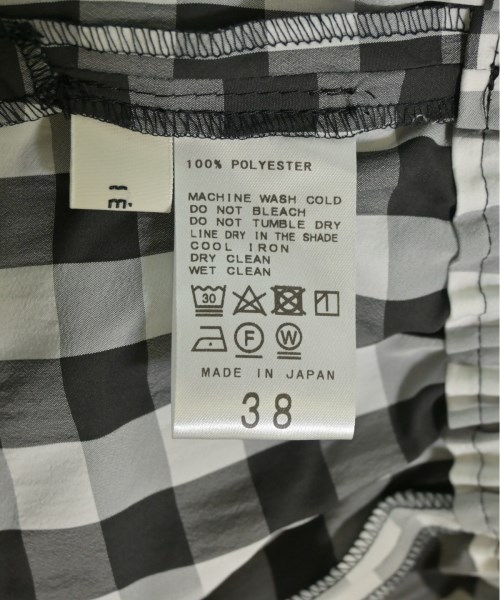 100% POLYESTER
MACHINE WASH COLD
DO NOT BLEACH
DO NOT TUMBLE DRY
LINE DRY IN THE SHADE
COOL IRON
DRY CLEAN
WET CLEAN
30
F W
MADE IN JAPAN
38